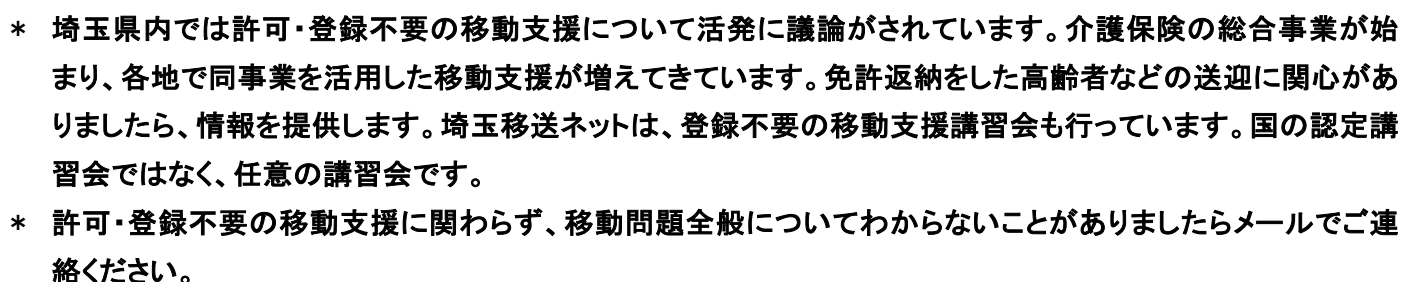 * 埼玉県内では許可・登録不要の移動支援について活発に議論がされています。介護保険の総合事業が始
まり、各地で同事業を活用した移動支援が増えてきています。免許返納をした高齢者などの送迎に関心があ
りましたら、情報を提供します。埼玉移送ネットは、登録不要の移動支援講習会も行っています。国の認定講
習会ではなく、任意の講習会です。
* 許可・登録不要の移動支援に関わらず、移動問題全般についてわからないことがありましたらメールでご連
絡ください。